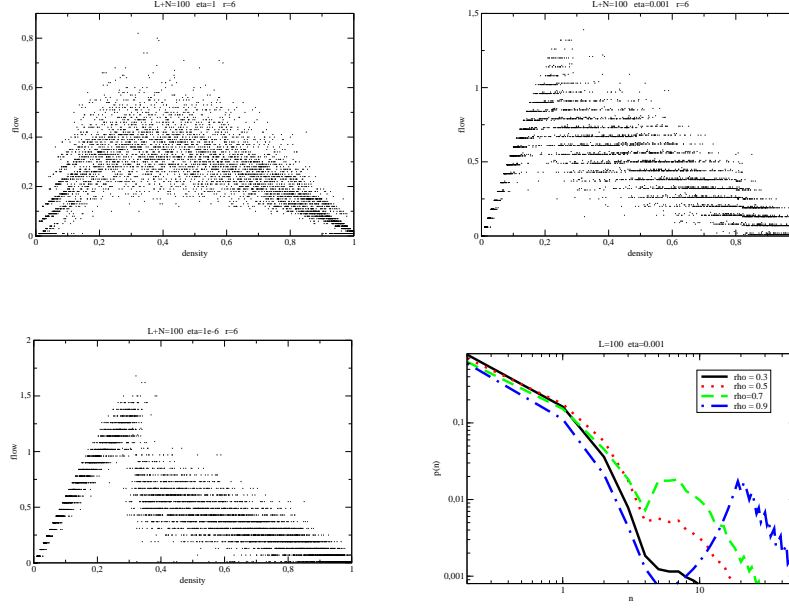 L+N=100 eta=1 r=6
0,8
0,6
flow
0,4
0,2
0
0 0,2 0,4 0,6 0,8 1
density
L+N=100 eta=0.001 r=6
1,5
1
flow
0,5
0
0 0,2 0,4 0,6 0,8
density
L+N=100 eta=1e-6 r=6
2
1,5
flow
1
0,5
0
0 0,2 0,4 0,6 0,8 1
density
L=100 eta=0.001
rho = 0.3
rho = 0.5
rho=0.7
rho = 0.9
0,1
p(n)
0,01
0,001
1 10
n